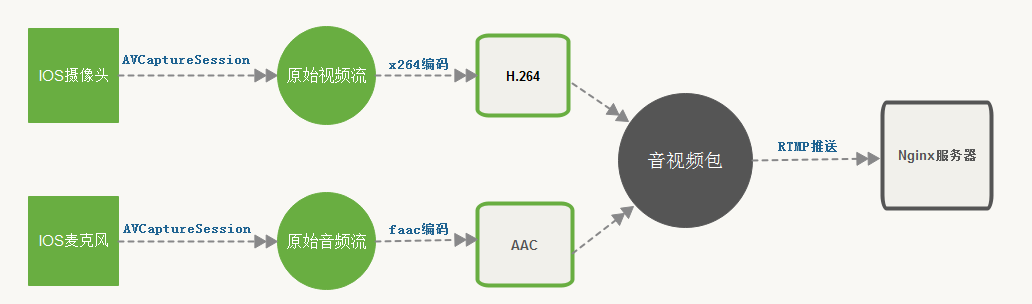 IOS摄像头
AVCaptureSession
原始视频流
x264编码
H.264
音视频包
RTMP推送
Nginx服务器
IOS麦克风
AVCaptureSession
原始音频流
faac编码
AAC